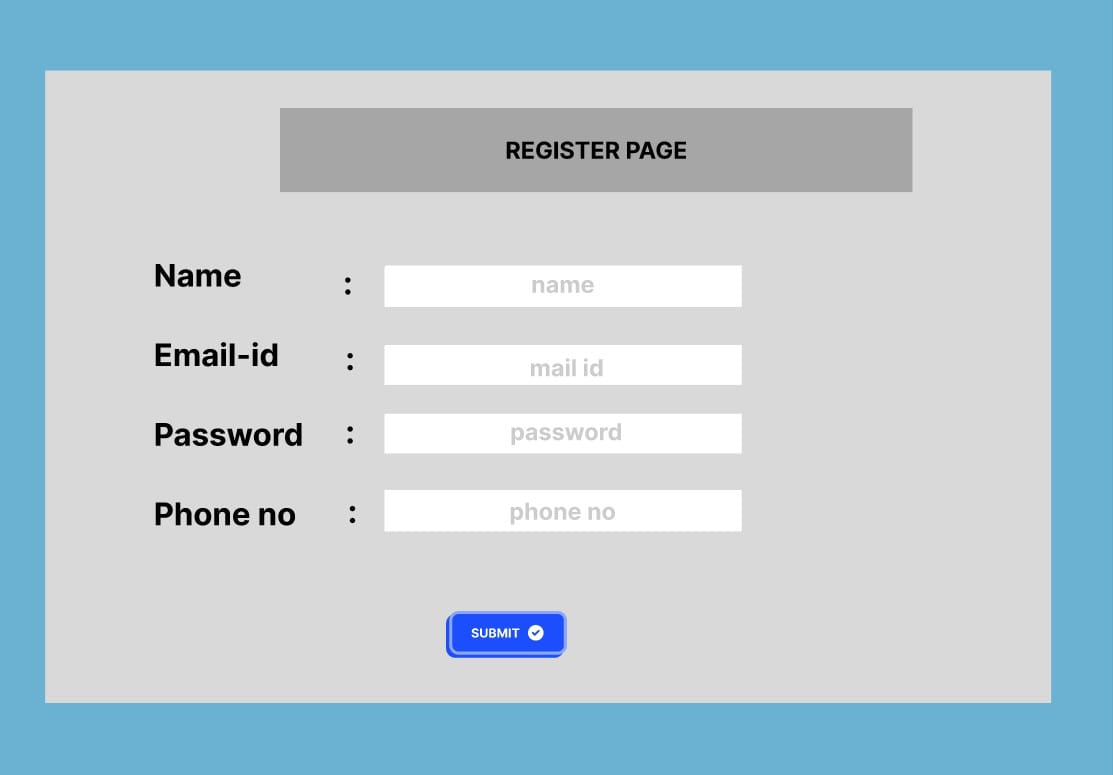 REGISTER PAGE
Name : name
Email-id : mail id
Password : password
Phone no : phone no
SUBMIT